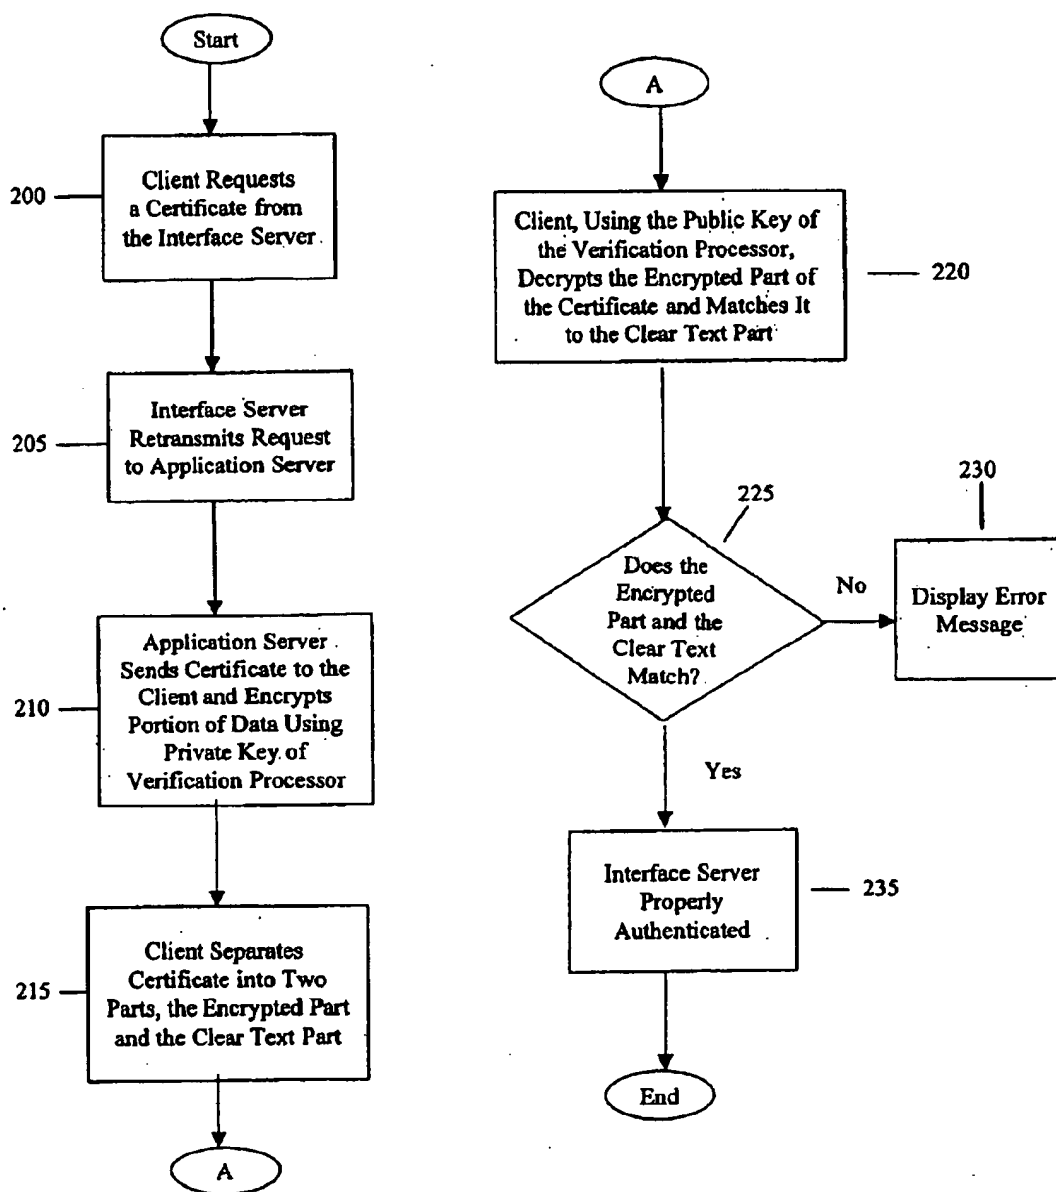 Start
200
Client Requests
a Certificate from
the Interface Server
205
Interface Server
Retransmits Request
to Application Server
210
Application Server
Sends Certificate to the
Client and Encrypts
Portion of Data Using
Private Key of
Verification Processor
215
Client Separates
Certificate into Two
Parts, the Encrypted Part
and the Clear Text Part
A
A
Client, Using the Public Key of
the Verification Processor,
Decrypts the Encrypted Part of
the Certificate and Matches It
to the Clear Text Part
220
225
Does the
Encrypted
Part and the
Clear Text
Match?
No
230
Display Error
Message
Yes
Interface Server
Properly
Authenticated
235
End